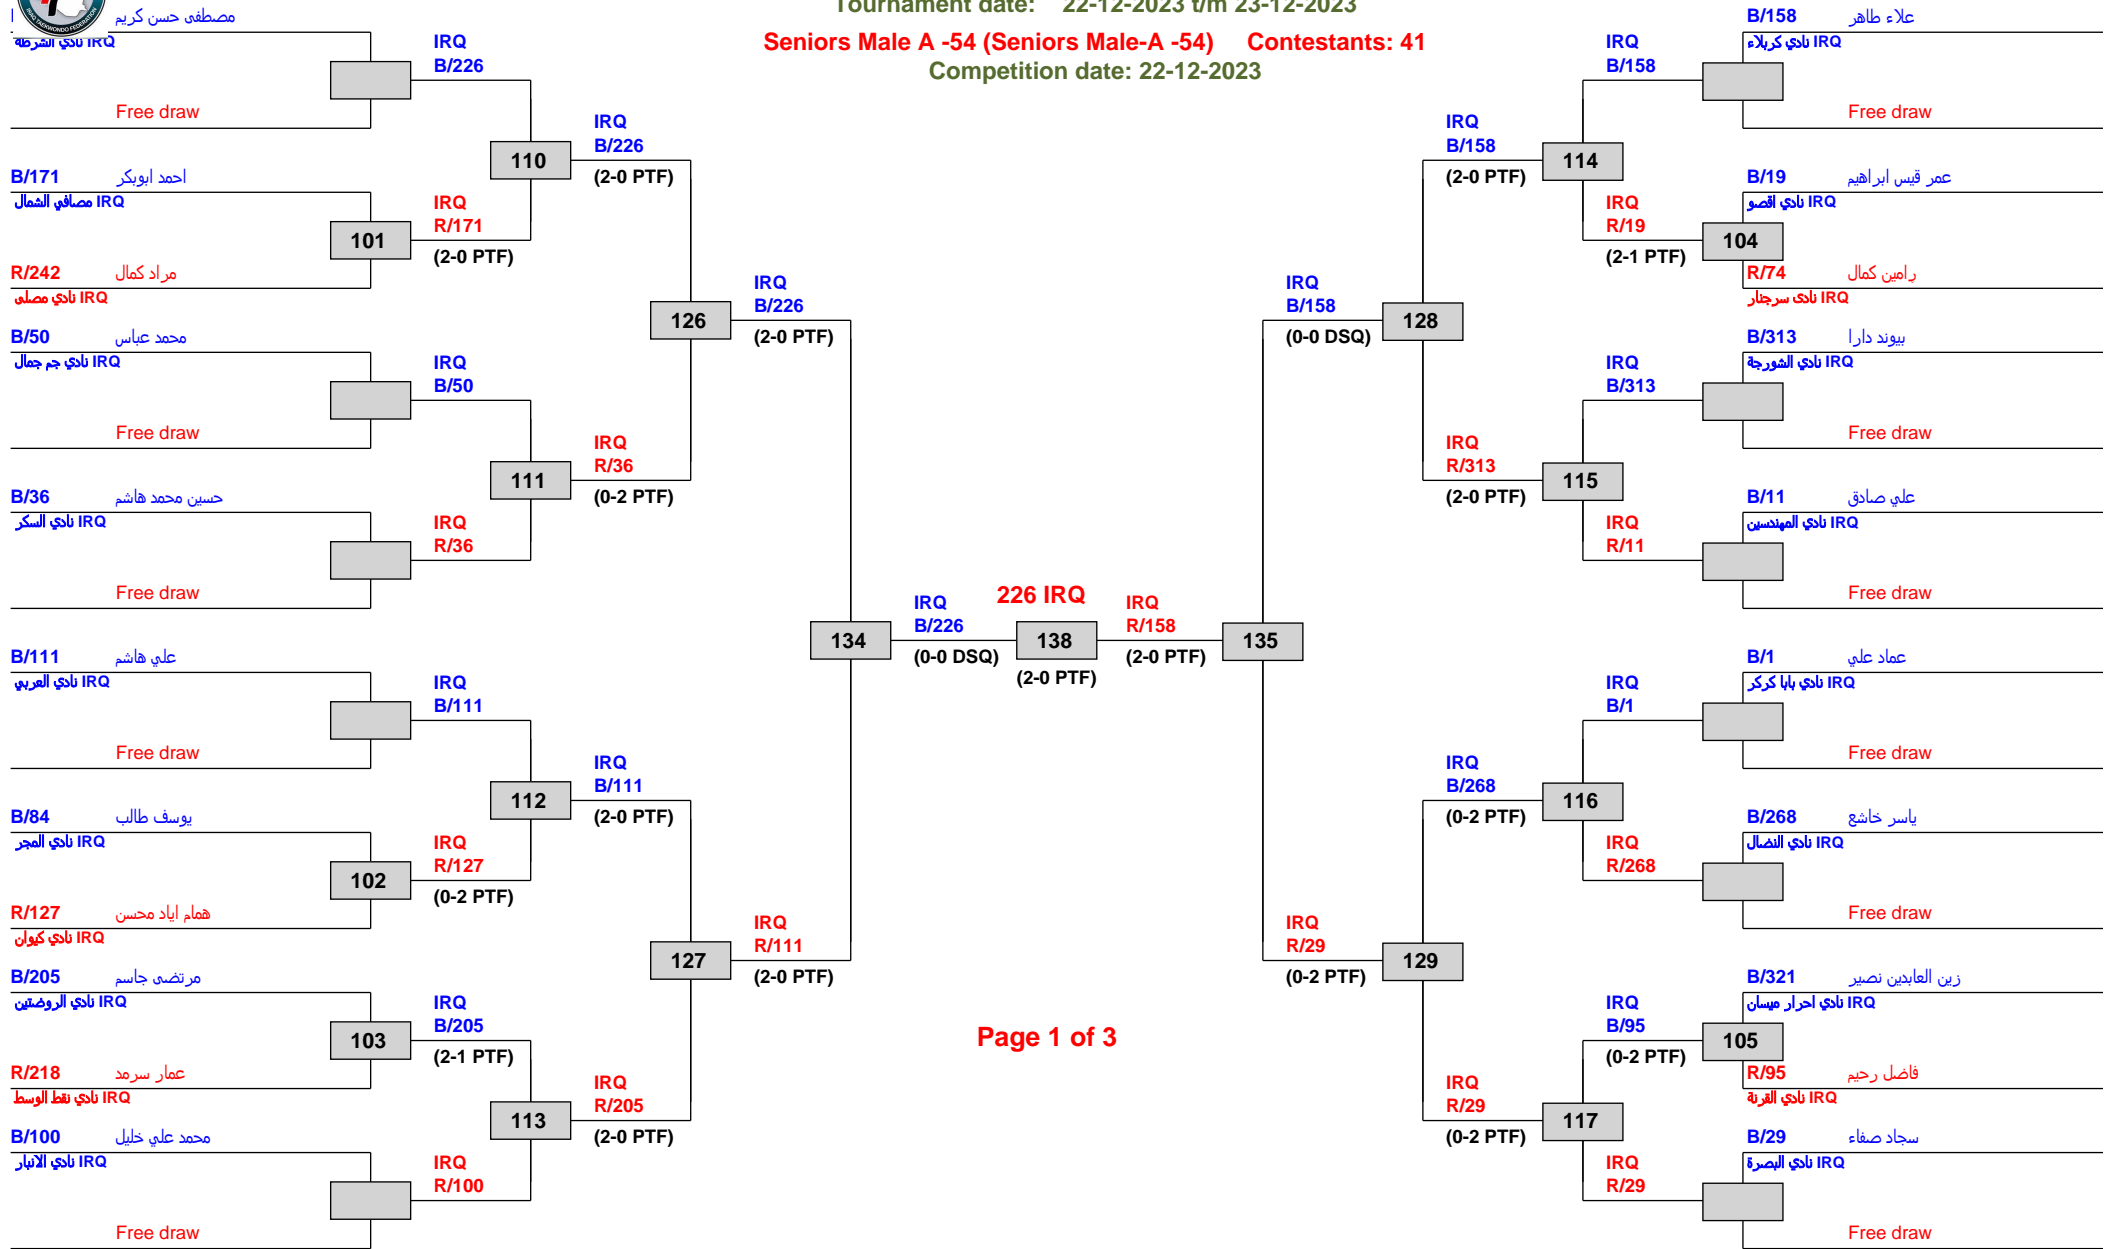 Tournament date: 22-12-2023 t/m 23-12-2023
Seniors Male A -54 (Seniors Male-A -54) Contestants: 41
Competition date: 22-12-2023
IRAQ TAEKWONDO FEDERATION
مصطفى حسن كريم
IRQ نادي الشرطة
Free draw
B/171 احمد ابوبكر
IRQ مصافي الشمال
R/242 مراد كمال
IRQ نادي مصلى
B/50 محمد عباس
IRQ نادي جم جمال
Free draw
B/36 حسين محمد هاشم
IRQ نادي السكر
Free draw
B/111 علي هاشم
IRQ نادي العربي
Free draw
B/84 يوسف طالب
IRQ نادي المجر
R/127 همام اياد محسن
IRQ نادي كيوان
B/205 مرتضى جاسم
IRQ نادي الروضتين
R/218 عمار سرمد
IRQ نادي نفط الوسط
B/100 محمد علي خليل
IRQ نادي الانبار
Free draw
IRQ
B/226
101
IRQ
R/171
(2-0 PTF)
IRQ
B/50
IRQ
R/36
IRQ
B/111
102
IRQ
R/127
(0-2 PTF)
103
IRQ
B/205
(2-1 PTF)
IRQ
R/100
110
IRQ
B/226
(2-0 PTF)
111
IRQ
R/36
(0-2 PTF)
112
IRQ
B/111
(2-0 PTF)
113
IRQ
R/205
(2-0 PTF)
126
IRQ
B/226
(2-0 PTF)
127
IRQ
R/111
(2-0 PTF)
134
IRQ
B/226
(0-0 DSQ)
226 IRQ
138
(2-0 PTF)
IRQ
R/158
(2-0 PTF)
135
Page 1 of 3
IRQ
B/158
(0-0 DSQ)
128
IRQ
R/29
(0-2 PTF)
129
IRQ
B/158
(2-0 PTF)
114
IRQ
R/313
(2-0 PTF)
115
IRQ
B/268
(0-2 PTF)
116
IRQ
R/29
(0-2 PTF)
117
IRQ
B/158
IRQ
R/19
(2-1 PTF)
104
IRQ
B/313
IRQ
R/11
IRQ
B/1
IRQ
R/268
IRQ
B/95
(0-2 PTF)
105
IRQ
R/29
B/158 علاء طاهر
IRQ نادي كربلاء
Free draw
B/19 عمر قيس ابراهيم
IRQ نادي اقصو
R/74 رامين كمال
IRQ نادى سرجنار
B/313 بيوند دارا
IRQ نادي الشورجة
Free draw
B/11 علي صادق
IRQ نادي المهندسين
Free draw
B/1 عماد علي
IRQ نادي بابا كركر
Free draw
B/268 ياسر خاشع
IRQ نادي النضال
Free draw
B/321 زين العابدين نصير
IRQ نادي احرار ميسان
R/95 فاضل رحيم
IRQ نادي القرنة
B/29 سجاد صفاء
IRQ نادي البصرة
Free draw